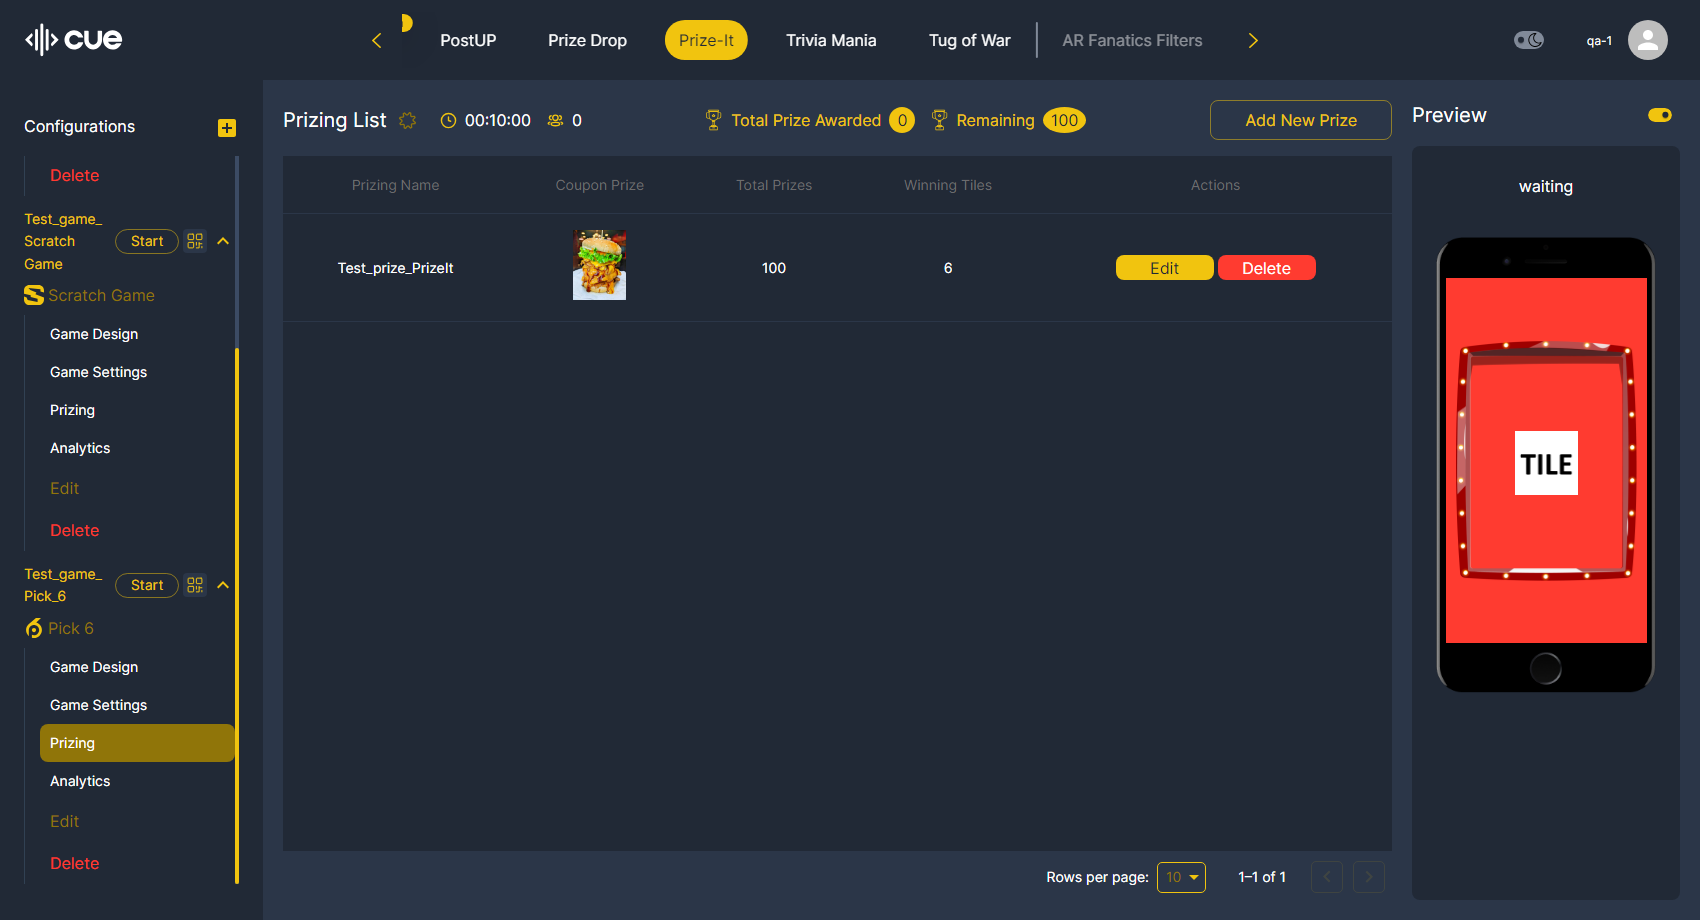 cue
PostUP
Prize Drop
Prize-It
Trivia Mania
Tug of War
AR Fanatics Filters
qa-1
Configurations
Delete
Test_game_
Scratch
Game
Start
Scratch Game
Game Design
Game Settings
Prizing
Analytics
Edit
Delete
Test_game_
Pick_6
Start
Pick 6
Game Design
Game Settings
Prizing
Analytics
Edit
Delete
Prizing List
00:10:00
0
Total Prize Awarded 0
Remaining 100
Add New Prize
Prizing Name
Coupon Prize
Total Prizes
Winning Tiles
Actions
Test_prize_PrizeIt
100
6
Edit
Delete
Rows per page: 10
1–1 of 1
Preview
waiting
TILE